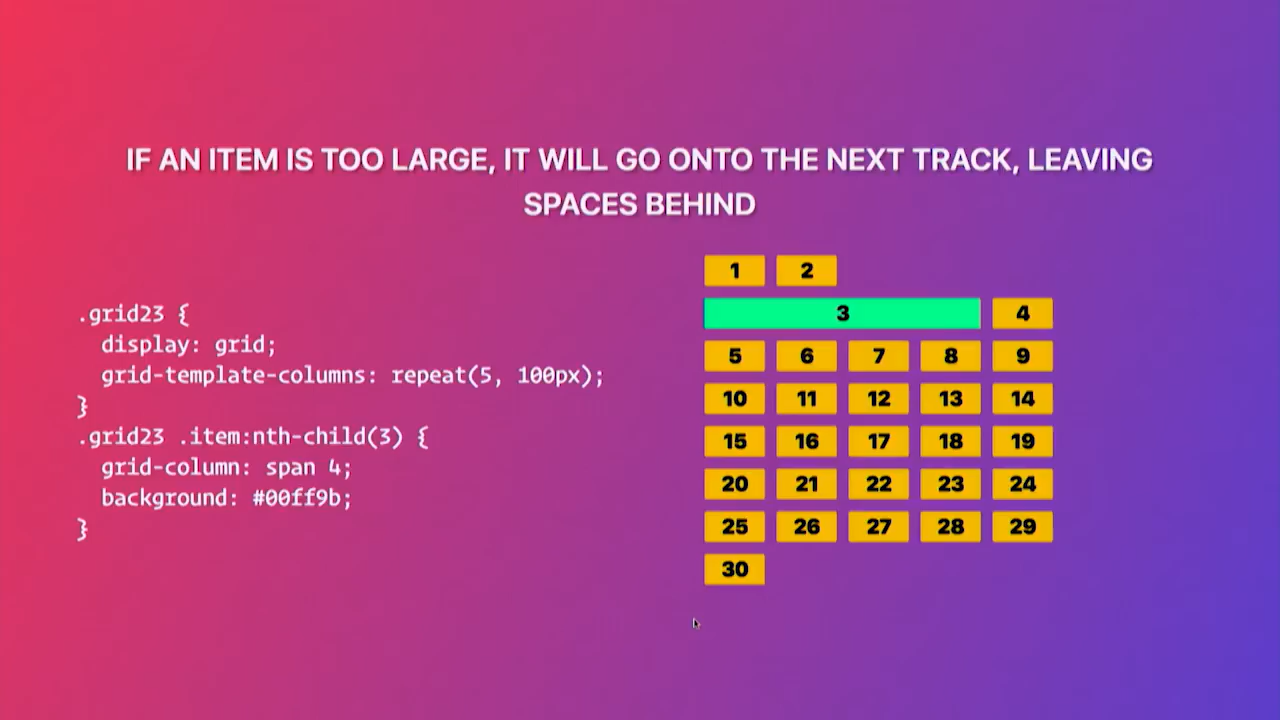 IF AN ITEM IS TOO LARGE, IT WILL GO ONTO THE NEXT TRACK, LEAVING
SPACES BEHIND
.grid23 {
  display: grid;
  grid-template-columns: repeat(5, 100px);
}
.grid23 .item:nth-child(3) {
  grid-column: span 4;
  background: #00ff9b;
}
1 2
3 4
5 6 7 8 9
10 11 12 13 14
15 16 17 18 19
20 21 22 23 24
25 26 27 28 29
30